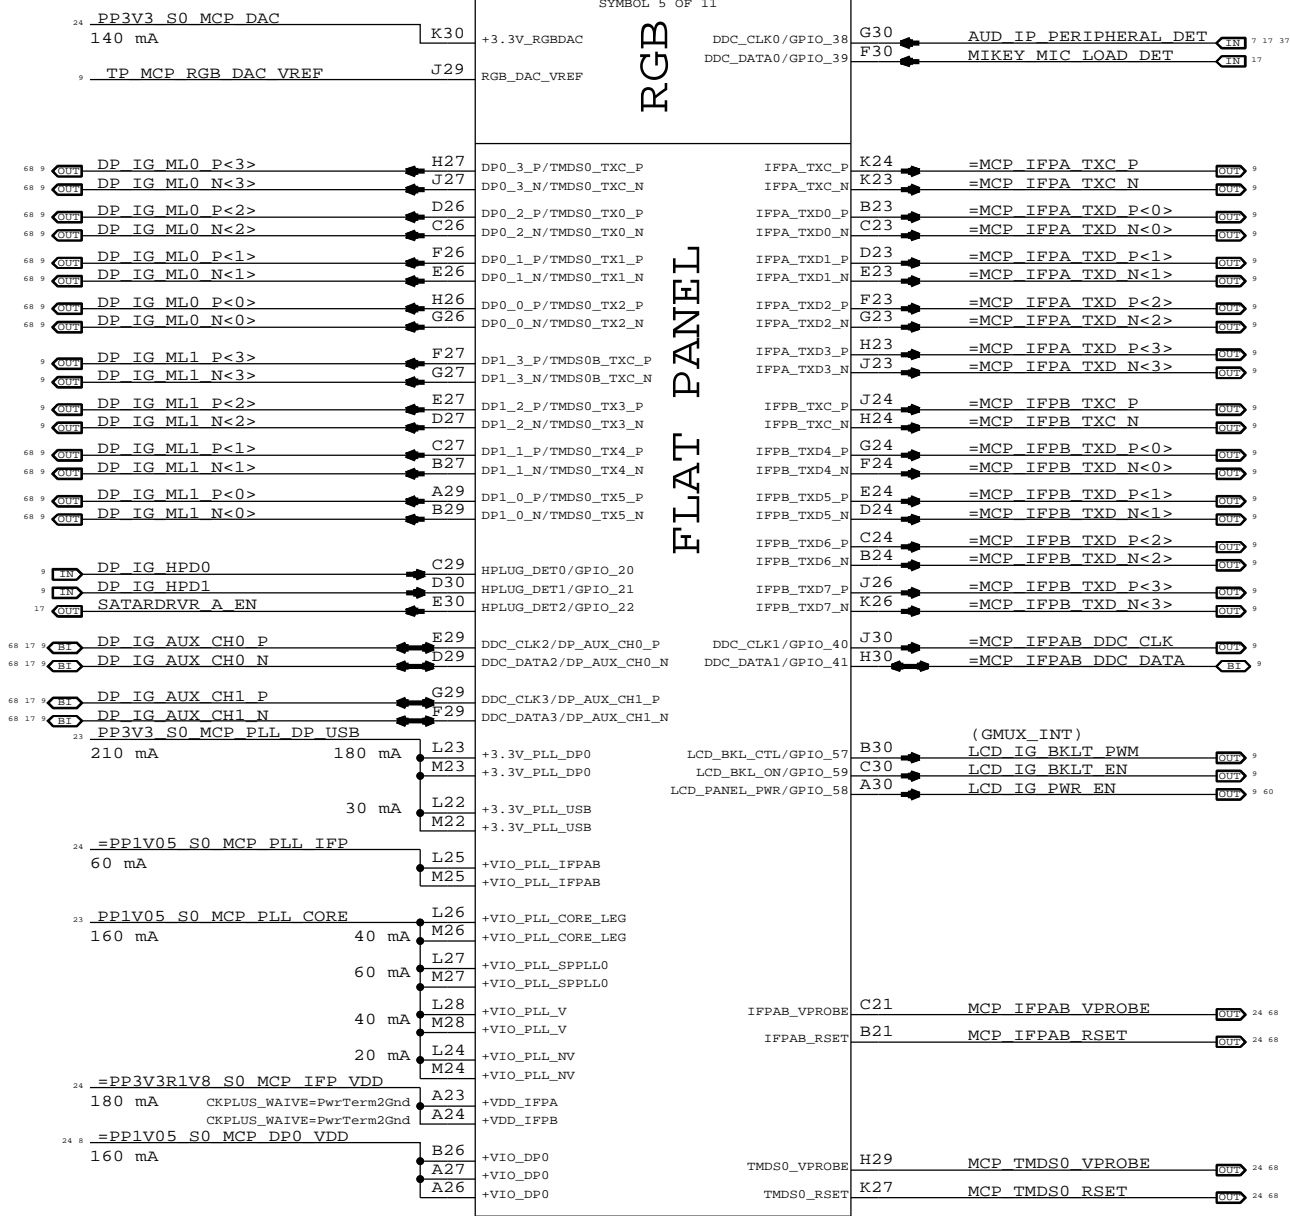 SYMBOL 5 OF 11
24 PP3V3_S0_MCP_DAC
140 mA
K30 +3.3V_RGBDAC
9 TP_MCP_RGB_DAC_VREF J29 RGB_DAC_VREF
RGB
DDC_CLK0/GPIO_38 G30 AUD_IP_PERIPHERAL_DET IN 7 17 37
DDC_DATA0/GPIO_39 F30 MIKEY_MIC_LOAD_DET IN 17
FLAT PANEL
68 9 OUT DP_IG_ML0_P<3> H27 DP0_3_P/TMDS0_TXC_P
68 9 OUT DP_IG_ML0_N<3> J27 DP0_3_N/TMDS0_TXC_N
68 9 OUT DP_IG_ML0_P<2> D26 DP0_2_P/TMDS0_TX0_P
68 9 OUT DP_IG_ML0_N<2> C26 DP0_2_N/TMDS0_TX0_N
68 9 OUT DP_IG_ML0_P<1> F26 DP0_1_P/TMDS0_TX1_P
68 9 OUT DP_IG_ML0_N<1> E26 DP0_1_N/TMDS0_TX1_N
68 9 OUT DP_IG_ML0_P<0> H26 DP0_0_P/TMDS0_TX2_P
68 9 OUT DP_IG_ML0_N<0> G26 DP0_0_N/TMDS0_TX2_N
9 OUT DP_IG_ML1_P<3> F27 DP1_3_P/TMDS0B_TXC_P
9 OUT DP_IG_ML1_N<3> G27 DP1_3_N/TMDS0B_TXC_N
9 OUT DP_IG_ML1_P<2> E27 DP1_2_P/TMDS0_TX3_P
9 OUT DP_IG_ML1_N<2> D27 DP1_2_N/TMDS0_TX3_N
68 9 OUT DP_IG_ML1_P<1> C27 DP1_1_P/TMDS0_TX4_P
68 9 OUT DP_IG_ML1_N<1> B27 DP1_1_N/TMDS0_TX4_N
68 9 OUT DP_IG_ML1_P<0> A29 DP1_0_P/TMDS0_TX5_P
68 9 OUT DP_IG_ML1_N<0> B29 DP1_0_N/TMDS0_TX5_N
9 IN DP_IG_HPD0 C29 HPLUG_DET0/GPIO_20
9 IN DP_IG_HPD1 D30 HPLUG_DET1/GPIO_21
17 OUT SATARDRVR_A_EN E30 HPLUG_DET2/GPIO_22
68 17 9 BI DP_IG_AUX_CH0_P E29 DDC_CLK2/DP_AUX_CH0_P
68 17 9 BI DP_IG_AUX_CH0_N D29 DDC_DATA2/DP_AUX_CH0_N
68 17 9 BI DP_IG_AUX_CH1_P G29 DDC_CLK3/DP_AUX_CH1_P
68 17 9 BI DP_IG_AUX_CH1_N F29 DDC_DATA3/DP_AUX_CH1_N
23 PP3V3_S0_MCP_PLL_DP_USB
210 mA 180 mA L23 +3.3V_PLL_DP0
M23 +3.3V_PLL_DP0
30 mA L22 +3.3V_PLL_USB
M22 +3.3V_PLL_USB
24 =PP1V05_S0_MCP_PLL_IFP
60 mA L25 +VIO_PLL_IFPAB
M25 +VIO_PLL_IFPAB
23 PP1V05_S0_MCP_PLL_CORE L26 +VIO_PLL_CORE_LEG
160 mA 40 mA M26 +VIO_PLL_CORE_LEG
60 mA L27 +VIO_PLL_SPPLL0
M27 +VIO_PLL_SPPLL0
40 mA L28 +VIO_PLL_V
M28 +VIO_PLL_V
20 mA L24 +VIO_PLL_NV
M24 +VIO_PLL_NV
24 =PP3V3R1V8_S0_MCP_IFP_VDD
180 mA CKPLUS_WAIVE=PwrTerm2Gnd A23 +VDD_IFPA
CKPLUS_WAIVE=PwrTerm2Gnd A24 +VDD_IFPB
24 8 =PP1V05_S0_MCP_DP0_VDD
160 mA B26 +VIO_DP0
A27 +VIO_DP0
A26 +VIO_DP0
IFPA_TXC_P K24 =MCP_IFPA_TXC_P OUT 9
IFPA_TXC_N K23 =MCP_IFPA_TXC_N OUT 9
IFPA_TXD0_P B23 =MCP_IFPA_TXD_P<0> OUT 9
IFPA_TXD0_N C23 =MCP_IFPA_TXD_N<0> OUT 9
IFPA_TXD1_P D23 =MCP_IFPA_TXD_P<1> OUT 9
IFPA_TXD1_N E23 =MCP_IFPA_TXD_N<1> OUT 9
IFPA_TXD2_P F23 =MCP_IFPA_TXD_P<2> OUT 9
IFPA_TXD2_N G23 =MCP_IFPA_TXD_N<2> OUT 9
IFPA_TXD3_P H23 =MCP_IFPA_TXD_P<3> OUT 9
IFPA_TXD3_N J23 =MCP_IFPA_TXD_N<3> OUT 9
IFPB_TXC_P J24 =MCP_IFPB_TXC_P OUT 9
IFPB_TXC_N H24 =MCP_IFPB_TXC_N OUT 9
IFPB_TXD4_P G24 =MCP_IFPB_TXD_P<0> OUT 9
IFPB_TXD4_N F24 =MCP_IFPB_TXD_N<0> OUT 9
IFPB_TXD5_P E24 =MCP_IFPB_TXD_P<1> OUT 9
IFPB_TXD5_N D24 =MCP_IFPB_TXD_N<1> OUT 9
IFPB_TXD6_P C24 =MCP_IFPB_TXD_P<2> OUT 9
IFPB_TXD6_N B24 =MCP_IFPB_TXD_N<2> OUT 9
IFPB_TXD7_P J26 =MCP_IFPB_TXD_P<3> OUT 9
IFPB_TXD7_N K26 =MCP_IFPB_TXD_N<3> OUT 9
DDC_CLK1/GPIO_40 J30 =MCP_IFPAB_DDC_CLK OUT 9
DDC_DATA1/GPIO_41 H30 =MCP_IFPAB_DDC_DATA BI 9
(GMUX_INT)
LCD_BKL_CTL/GPIO_57 B30 LCD_IG_BKLT_PWM OUT 9
LCD_BKL_ON/GPIO_59 C30 LCD_IG_BKLT_EN OUT 9
LCD_PANEL_PWR/GPIO_58 A30 LCD_IG_PWR_EN OUT 9 60
IFPAB_VPROBE C21 MCP_IFPAB_VPROBE OUT 24 68
IFPAB_RSET B21 MCP_IFPAB_RSET OUT 24 68
TMDS0_VPROBE H29 MCP_TMDS0_VPROBE OUT 24 68
TMDS0_RSET K27 MCP_TMDS0_RSET OUT 24 68